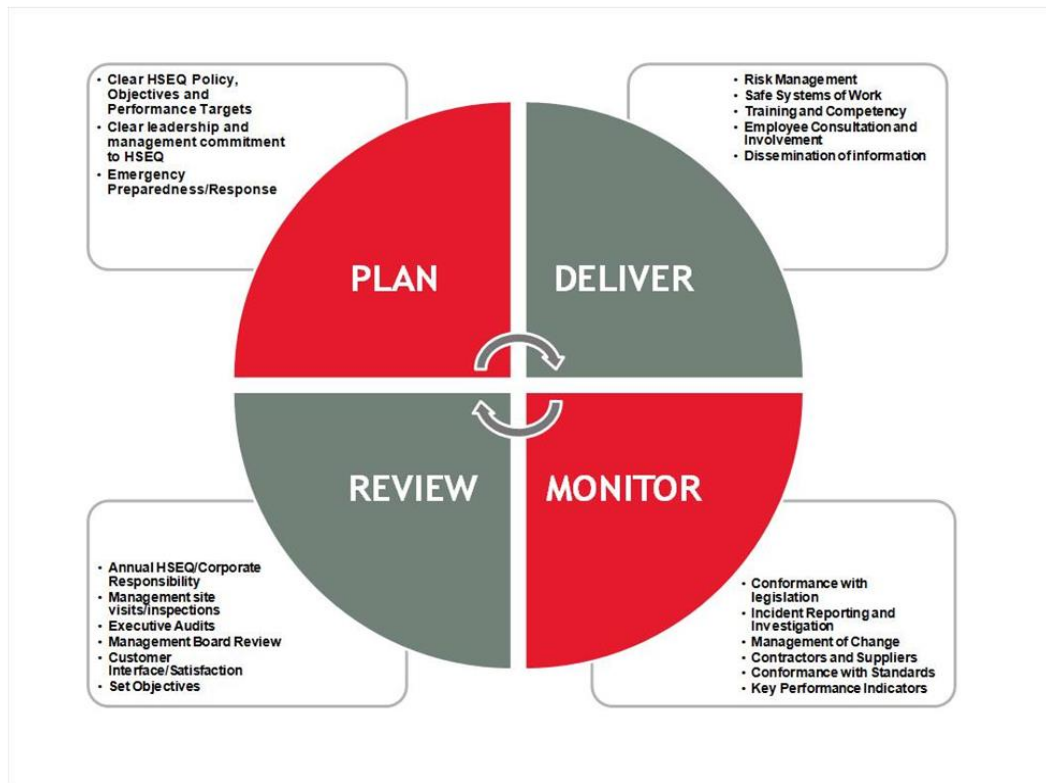 • Clear HSEQ Policy,
Objectives and
Performance Targets
• Clear leadership and
management commitment
to HSEQ
• Emergency
Preparedness/Response
• Risk Management
• Safe Systems of Work
• Training and Competency
• Employee Consultation and
Involvement
• Dissemination of information
PLAN
DELIVER
REVIEW
MONITOR
• Annual HSEQ/Corporate
Responsibility
• Management site
visits/inspections
• Executive Audits
• Management Board Review
• Customer
Interface/Satisfaction
• Set Objectives
• Conformance with
legislation
• Incident Reporting and
Investigation
• Management of Change
• Contractors and Suppliers
• Conformance with Standards
• Key Performance Indicators